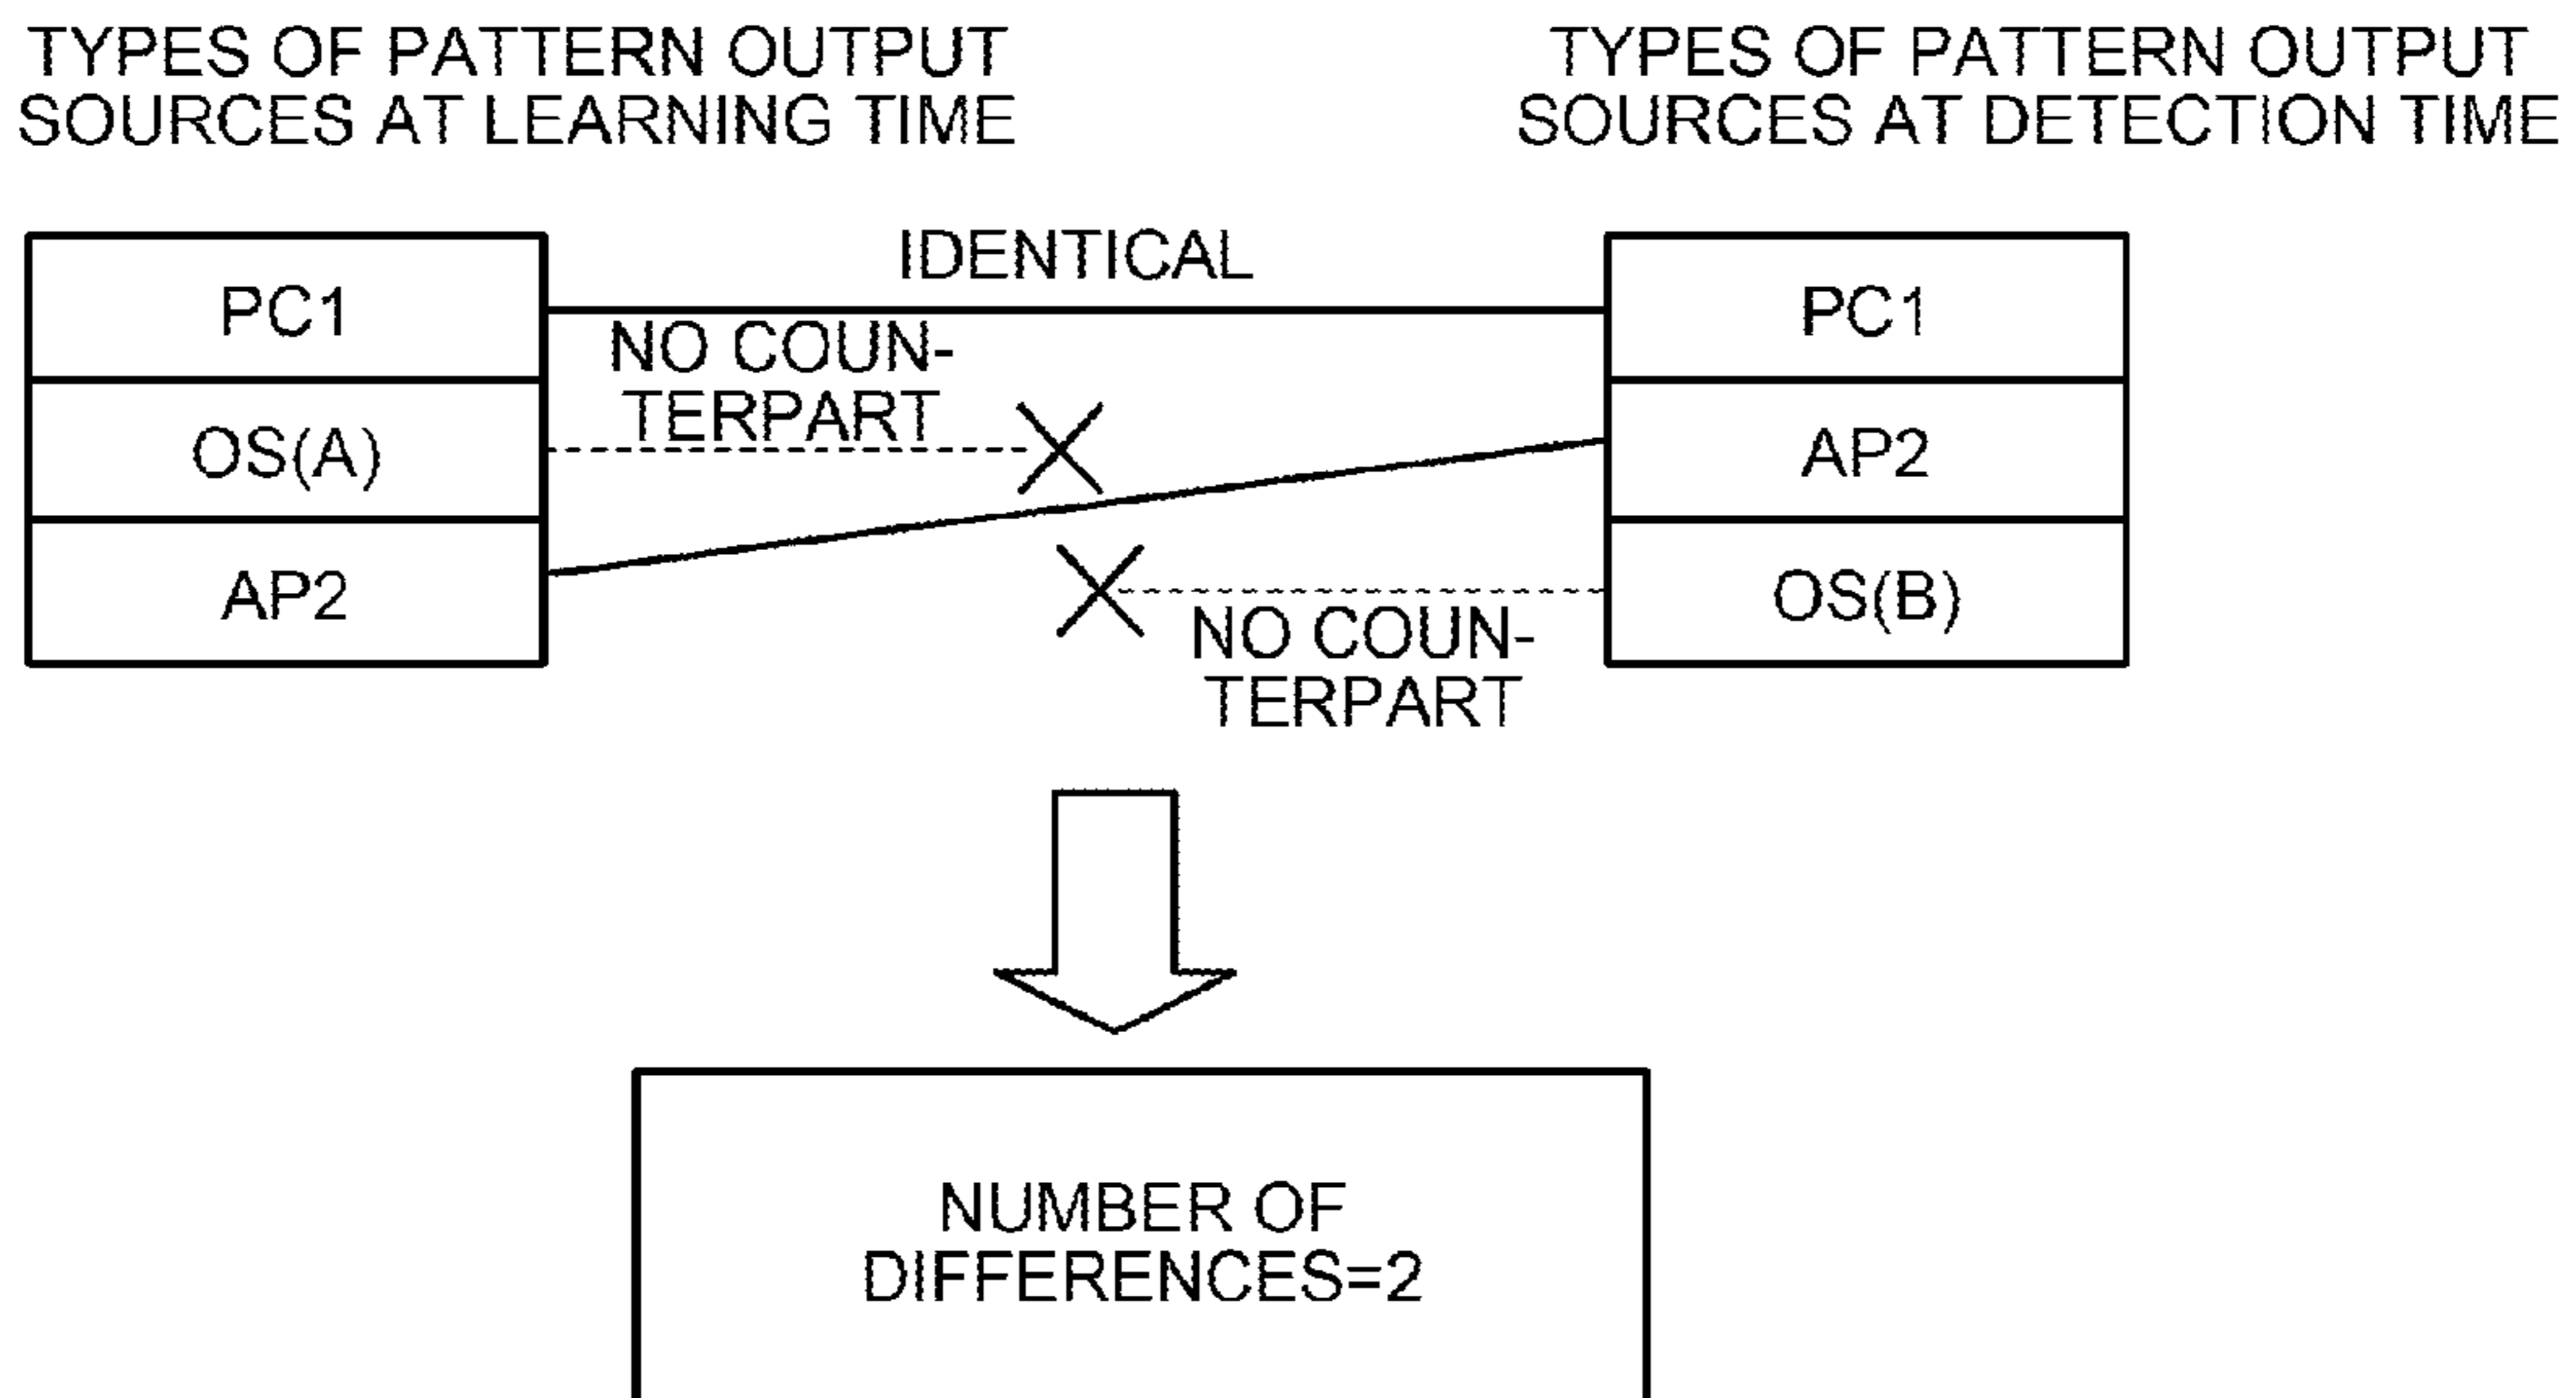 TYPES OF PATTERN OUTPUT
SOURCES AT LEARNING TIME
TYPES OF PATTERN OUTPUT
SOURCES AT DETECTION TIME
IDENTICAL
PC1
OS(A)
AP2
NO COUN-
TERPART
PC1
AP2
OS(B)
NO COUN-
TERPART
NUMBER OF
DIFFERENCES=2